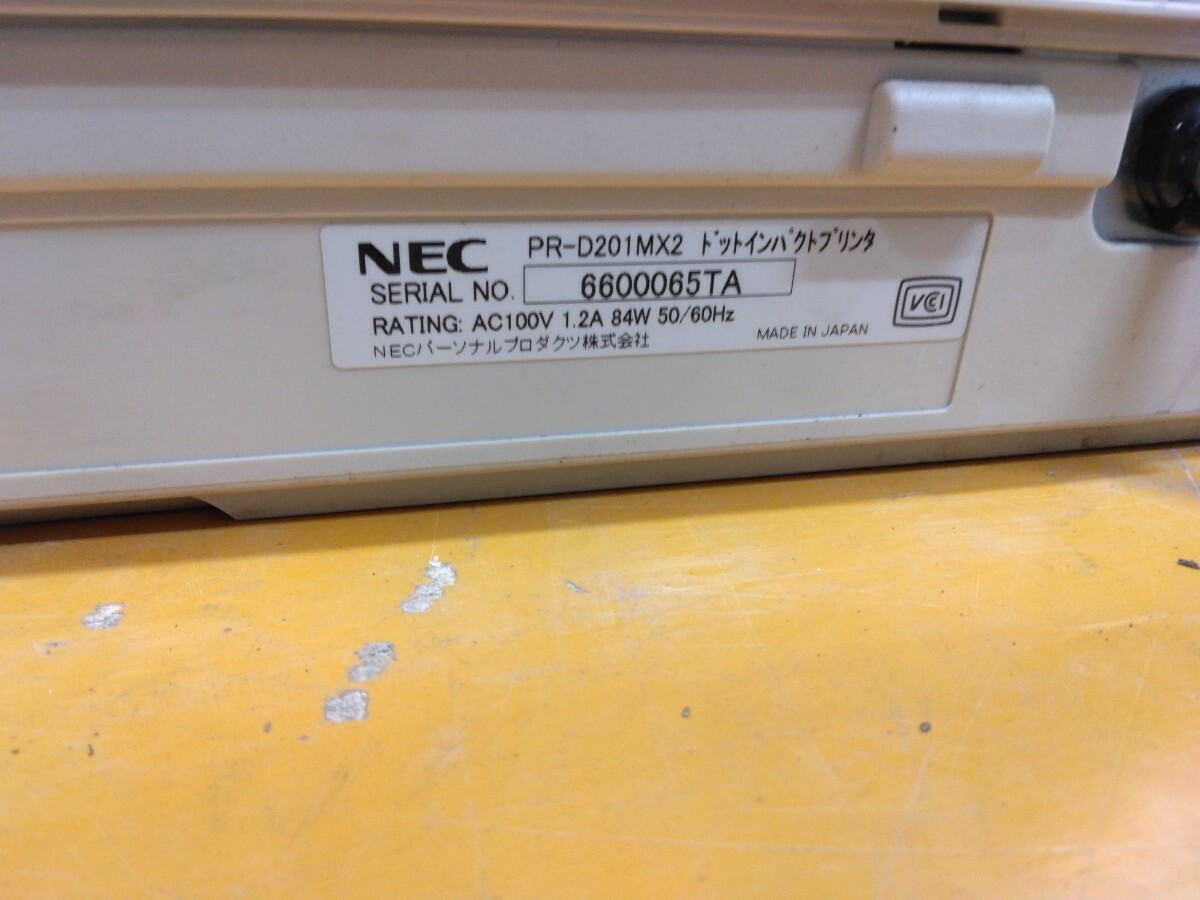 NEC PR-D201MX2 ﾄﾞｯﾄインﾊﾟクトプリンタ
SERIAL NO. 6600065TA
RATING: AC100V 1.2A 84W 50/60Hz
NECパーソナルプロダクツ株式会社 MADE IN JAPAN
VCCI